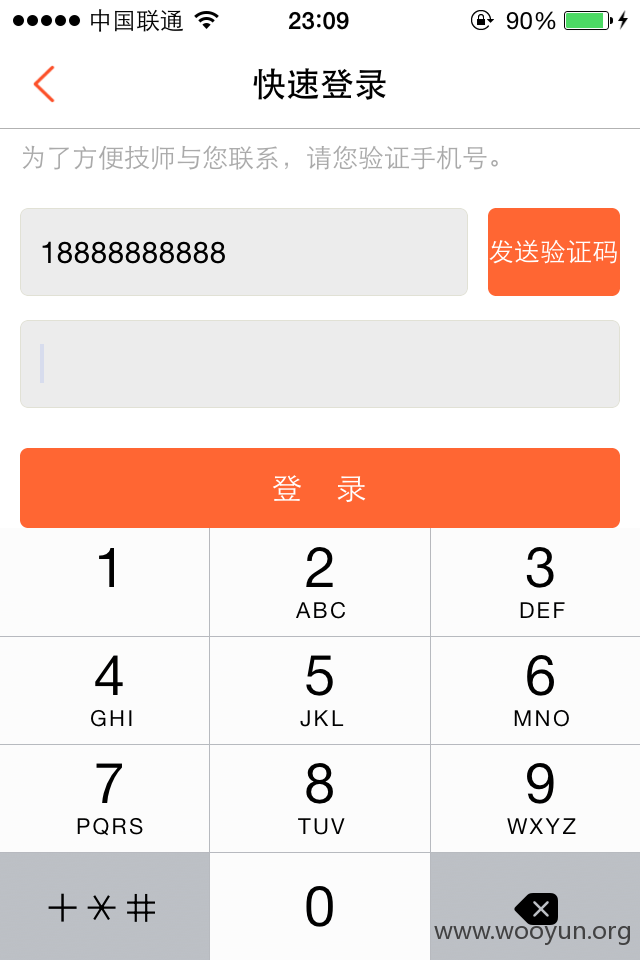 中国联通 23:09 90%
快速登录
为了方便技师与您联系，请您验证手机号。
18888888888 发送验证码
登 录
1 2 3
ABC DEF
4 5 6
GHI JKL MNO
7 8 9
PQRS TUV WXYZ
+*# 0
www.wooyun.org